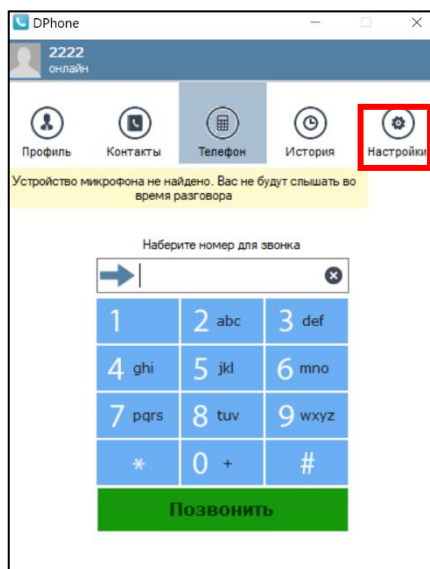 DPhone
2222
онлайн
Профиль Контакты Телефон История Настройки
Устройство микрофона не найдено. Вас не будут слышать во
время разговора
Наберите номер для звонка
1 2 abc 3 def
4 ghi 5 jkl 6 mno
7 pqrs 8 tuv 9 wxyz
* 0 + #
Позвонить